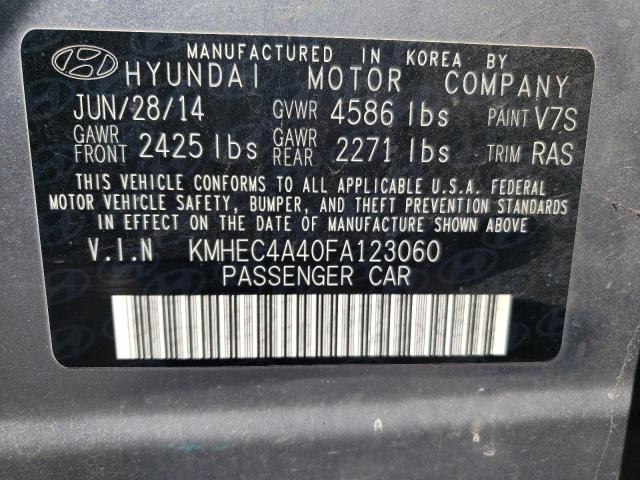 MANUFACTURED IN KOREA BY
HYUNDAI MOTOR COMPANY
JUN/28/14 GVWR 4586 lbs PAINT V7S
GAWR FRONT 2425 lbs GAWR REAR 2271 lbs TRIM RAS
THIS VEHICLE CONFORMS TO ALL APPLICABLE U.S.A. FEDERAL
MOTOR VEHICLE SAFETY, BUMPER, AND THEFT PREVENTION STANDARDS
IN EFFECT ON THE DATE OF MANUFACTURE SHOWN ABOVE
V.I.N KMHEC4A40FA123060
PASSENGER CAR